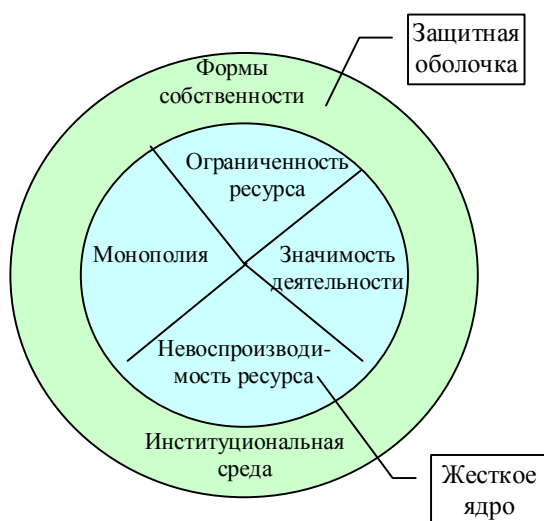 Защитная
оболочка
Формы
собственности
Ограниченность
ресурса
Монополия
Значимость
деятельности
Невоспроизводи-
мость ресурса
Институциональная
среда
Жесткое
ядро